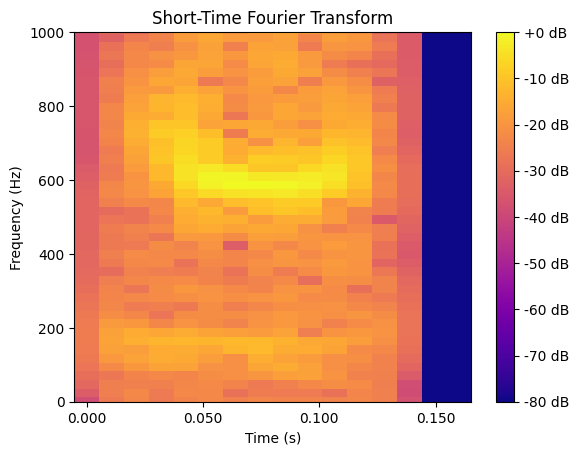 Short-Time Fourier Transform
Frequency (Hz)
1000
800
600
400
200
0
0.000
0.050
0.100
0.150
Time (s)
+0 dB
-10 dB
-20 dB
-30 dB
-40 dB
-50 dB
-60 dB
-70 dB
-80 dB